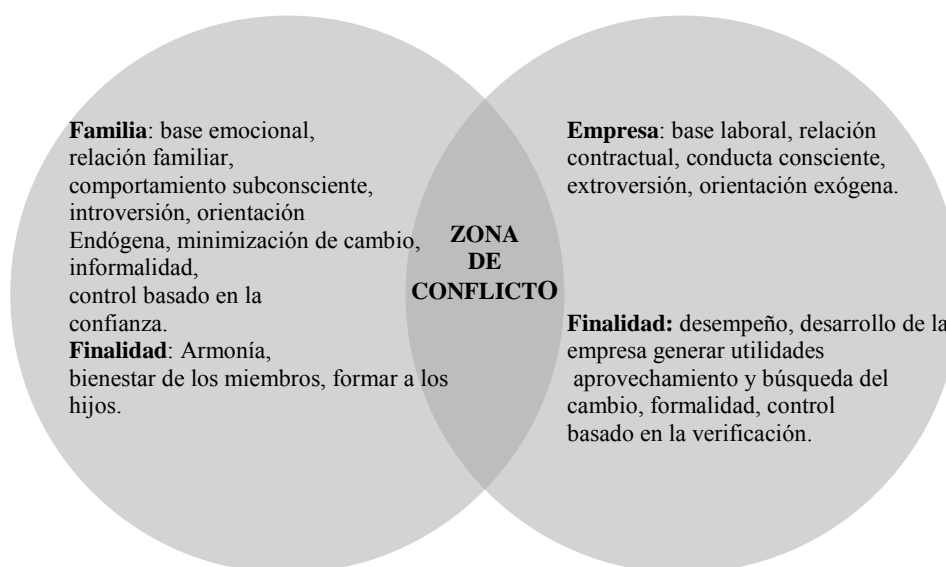 Familia: base emocional,
relación familiar,
comportamiento subconsciente,
introversión, orientación
Endógena, minimización de cambio,
informalidad,
control basado en la
confianza.
Finalidad: Armonía,
bienestar de los miembros, formar a los
hijos.
ZONA
DE
CONFLICTO
Empresa: base laboral, relación
contractual, conducta consciente,
extroversión, orientación exógena.
Finalidad: desempeño, desarrollo de la
empresa generar utilidades
aprovechamiento y búsqueda del
cambio, formalidad, control
basado en la verificación.